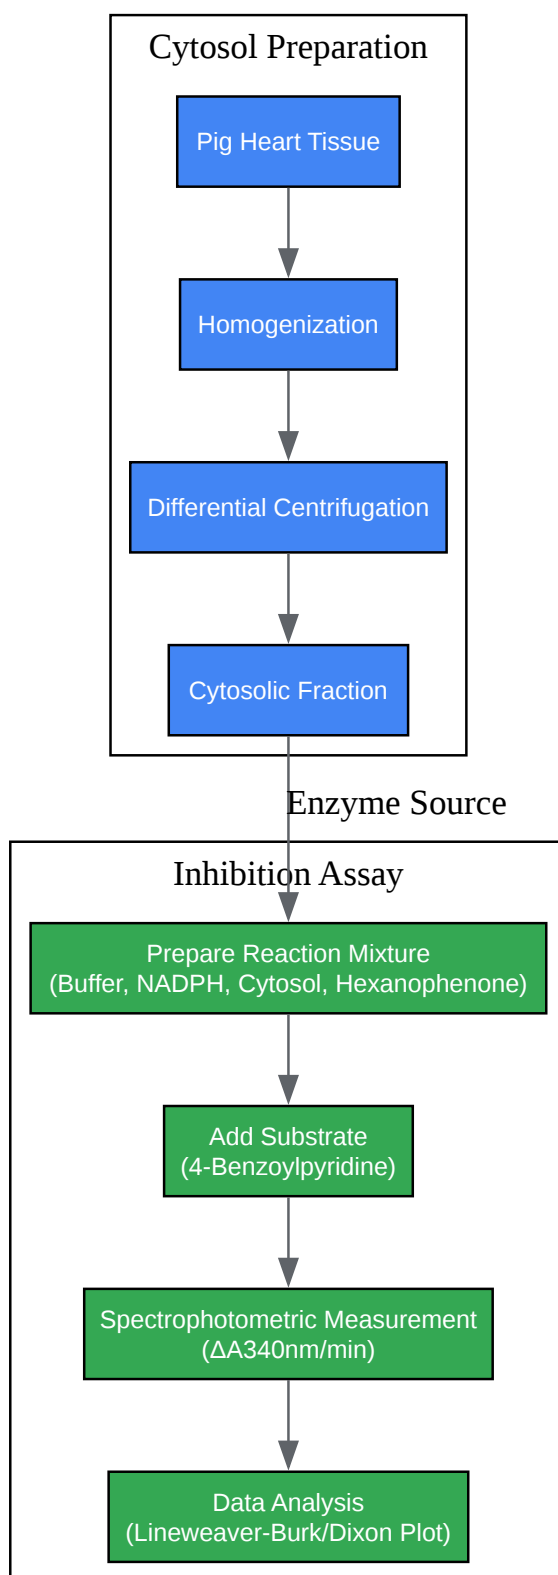 Cytosol Preparation
Pig Heart Tissue
Homogenization
Differential Centrifugation
Cytosolic Fraction
Enzyme Source
Inhibition Assay
Prepare Reaction Mixture
(Buffer, NADPH, Cytosol, Hexanophenone)
Add Substrate
(4-Benzoylpyridine)
Spectrophotometric Measurement
(ΔA340nm/min)
Data Analysis
(Lineweaver-Burk/Dixon Plot)